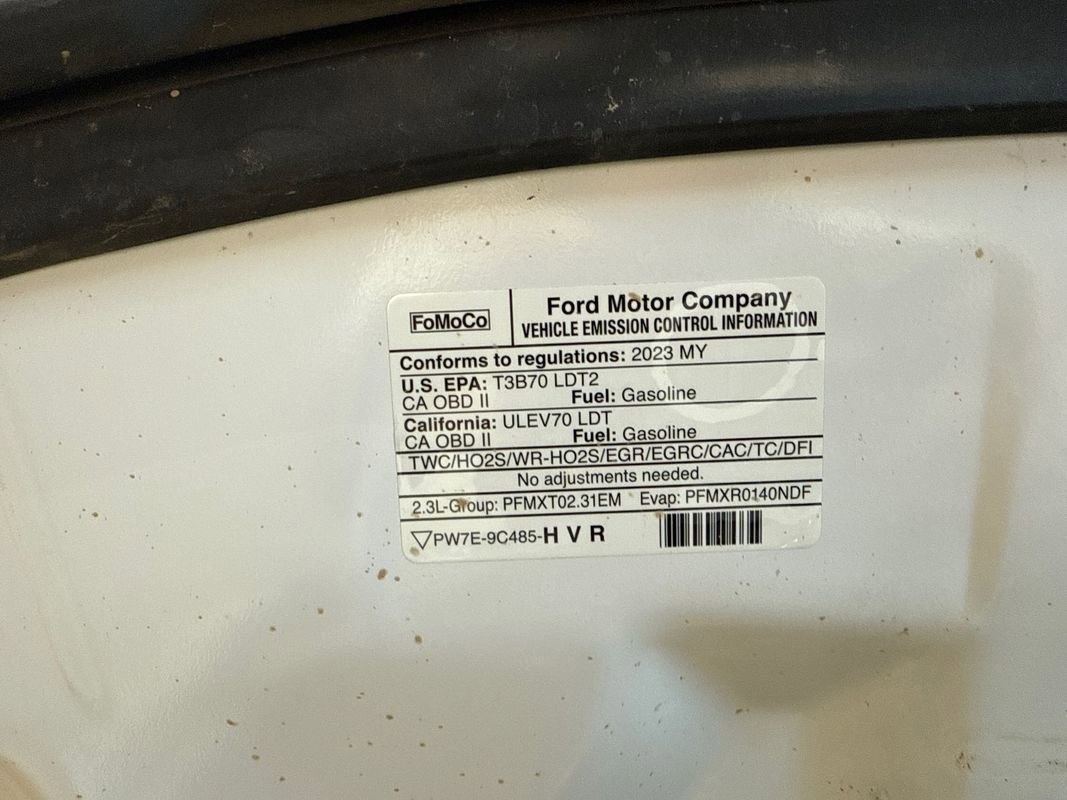 FoMoCo
Ford Motor Company
VEHICLE EMISSION CONTROL INFORMATION
Conforms to regulations: 2023 MY
U.S. EPA: T3B70 LDT2
CA OBD II Fuel: Gasoline
California: ULEV70 LDT
CA OBD II Fuel: Gasoline
TWC/HO2S/WR-HO2S/EGR/EGRC/CAC/TC/DFI
No adjustments needed.
2.3L-Group: PFMXT02.31EM Evap: PFMXR0140NDF
PW7E-9C485-H V R